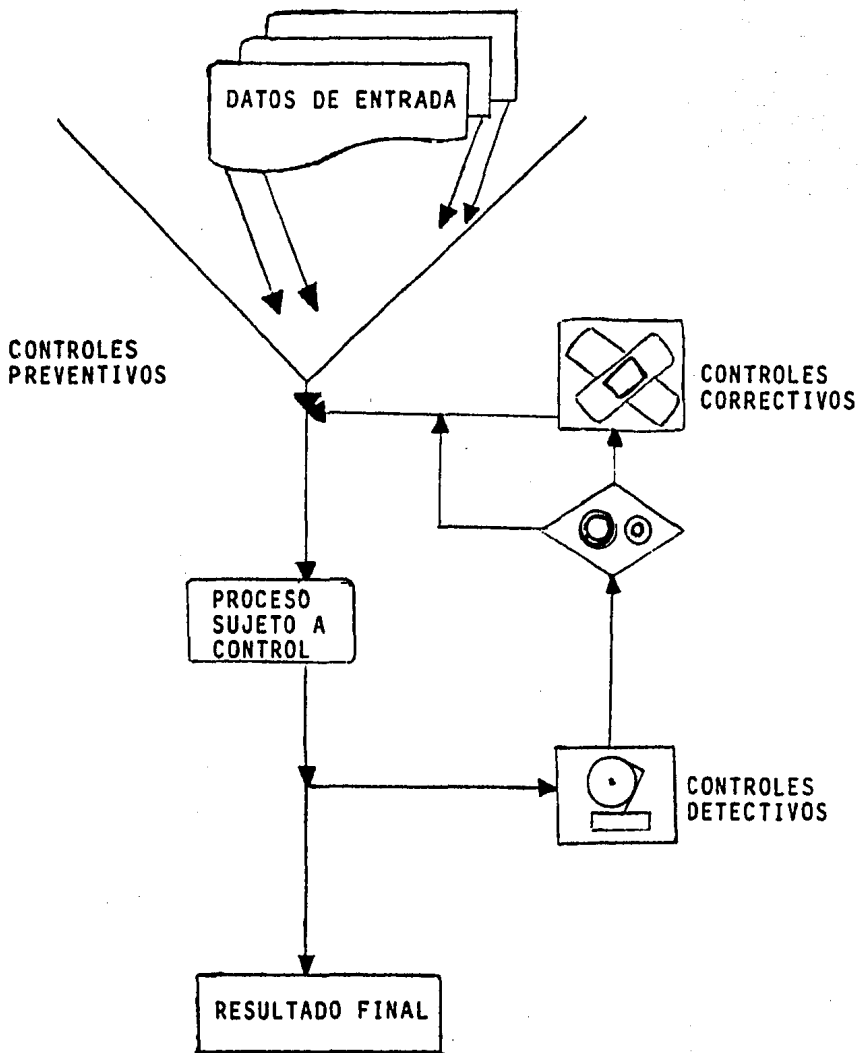 DATOS DE ENTRADA
CONTROLES
PREVENTIVOS
CONTROLES
CORRECTIVOS
PROCESO
SUJETO A
CONTROL
CONTROLES
DETECTIVOS
RESULTADO FINAL